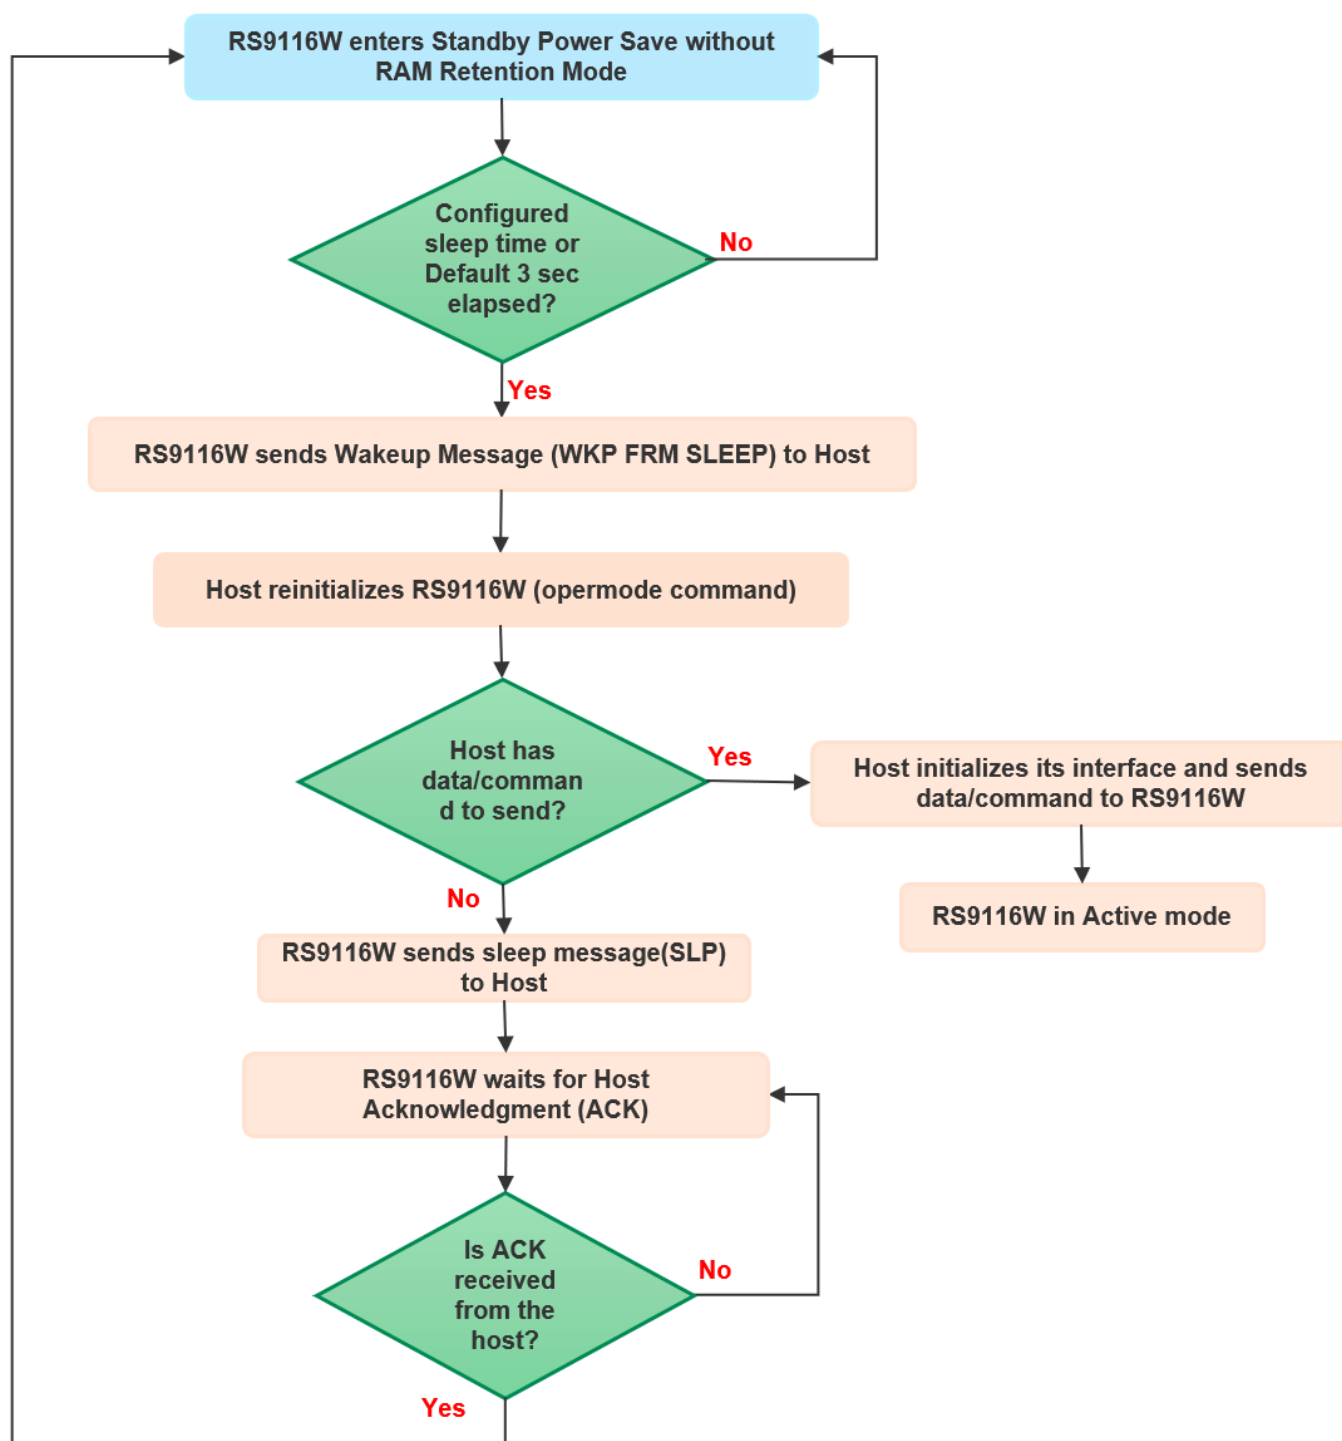 RS9116W enters Standby Power Save without
RAM Retention Mode
Configured
sleep time or
Default 3 sec
elapsed?
No
Yes
RS9116W sends Wakeup Message (WKP FRM SLEEP) to Host
Host reinitializes RS9116W (opermode command)
Host has
data/comman
d to send?
Yes
Host initializes its interface and sends
data/command to RS9116W
RS9116W in Active mode
No
RS9116W sends sleep message(SLP)
to Host
RS9116W waits for Host
Acknowledgment (ACK)
Is ACK
received
from the
host?
No
Yes